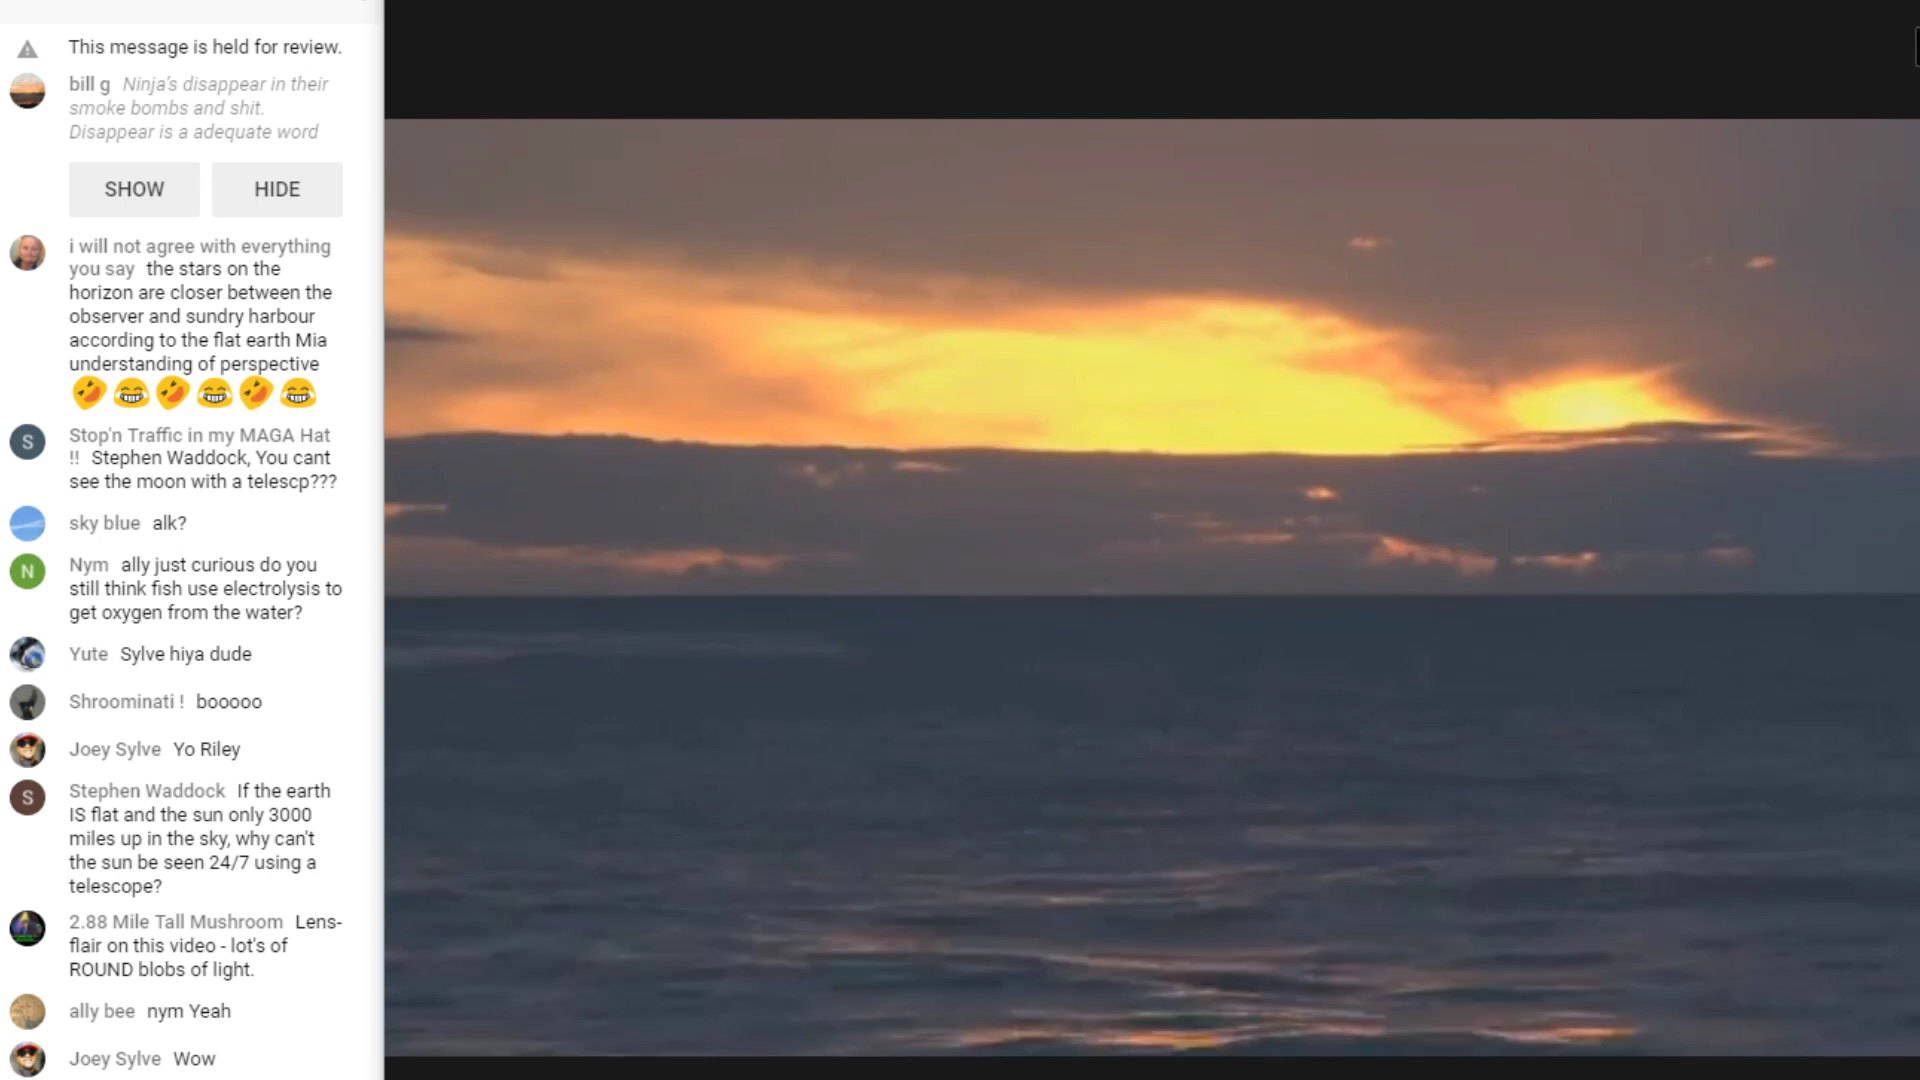 This message is held for review.
bill g Ninja's disappear in their
smoke bombs and shit.
Disappear is a adequate word
SHOW HIDE
i will not agree with everything
you say the stars on the
horizon are closer between the
observer and sundry harbour
according to the flat earth Mia
understanding of perspective
🤣😂🤣😂🤣😂
S Stop'n Traffic in my MAGA Hat
!! Stephen Waddock, You cant
see the moon with a telescp???
sky blue alk?
N Nym ally just curious do you
still think fish use electrolysis to
get oxygen from the water?
Yute Sylve hiya dude
Shroominati ! booooo
Joey Sylve Yo Riley
S Stephen Waddock If the earth
IS flat and the sun only 3000
miles up in the sky, why can't
the sun be seen 24/7 using a
telescope?
2.88 Mile Tall Mushroom Lens-
flair on this video - lot's of
ROUND blobs of light.
ally bee nym Yeah
Joey Sylve Wow